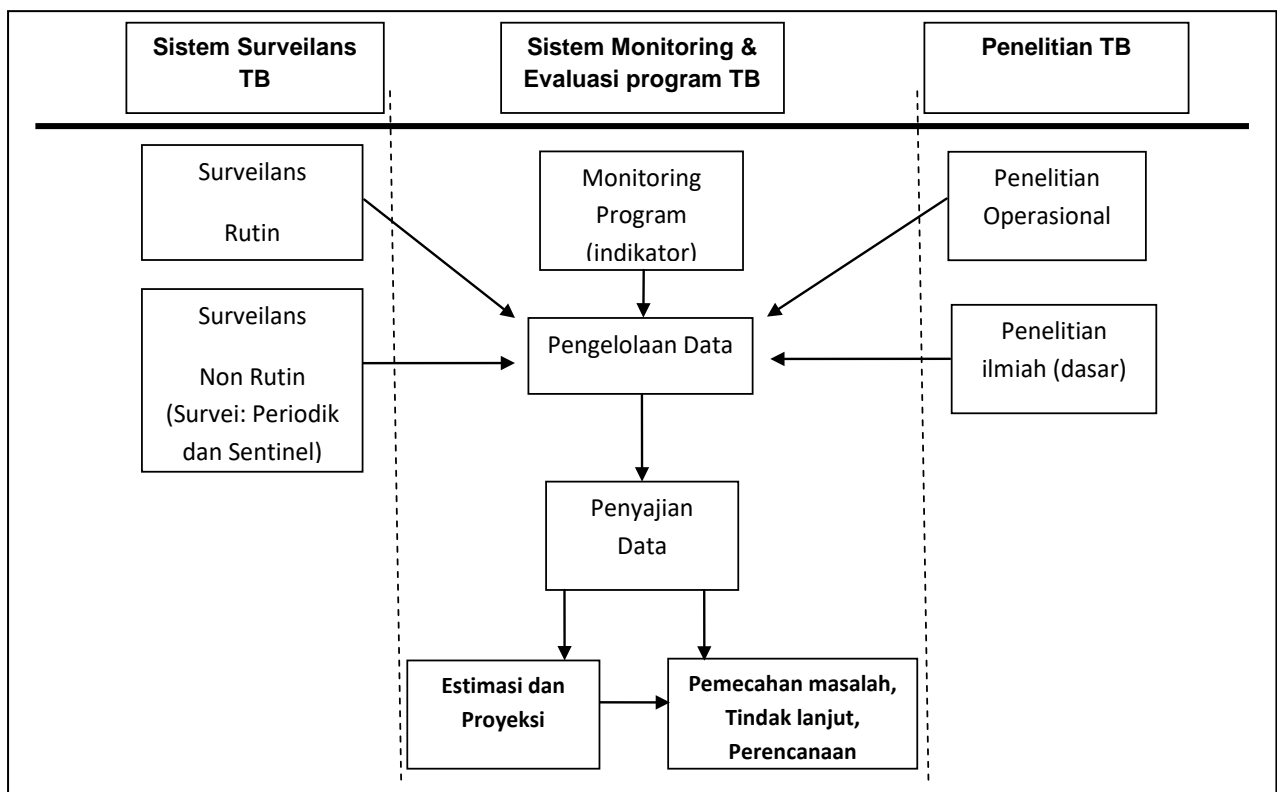 Sistem Surveilans
TB
Sistem Monitoring &
Evaluasi program TB
Penelitian TB
Surveilans
Rutin
Monitoring
Program
(indikator)
Penelitian
Operasional
Surveilans
Non Rutin
(Survei: Periodik
dan Sentinel)
Pengelolaan Data
Penelitian
ilmiah (dasar)
Penyajian
Data
Estimasi dan
Proyeksi
Pemecahan masalah,
Tindak lanjut,
Perencanaan